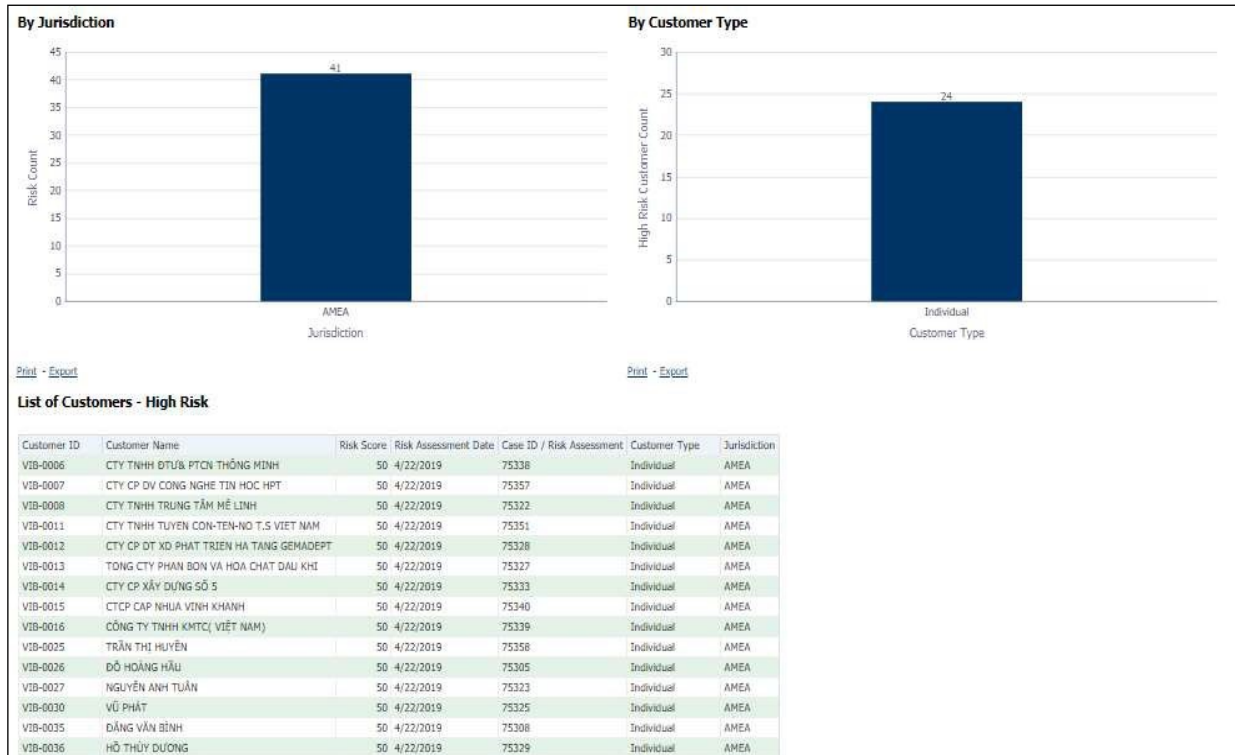 By Jurisdiction
45
40
35
30
25
20
15
10
5
0
Risk Count
41
AMEA
Jurisdiction
Print - Export
By Customer Type
30
25
20
15
10
5
0
High Risk Customer Count
24
Individual
Customer Type
Print - Export
List of Customers - High Risk
Customer ID Customer Name Risk Score Risk Assessment Date Case ID / Risk Assessment Customer Type Jurisdiction
VIB-0006 CTY TNHH ĐTƯ& PTCN THÔNG MINH 50 4/22/2019 75338 Individual AMEA
VIB-0007 CTY CP DV CONG NGHE TIN HOC HPT 50 4/22/2019 75357 Individual AMEA
VIB-0008 CTY TNHH TRUNG TÂM MÊ LINH 50 4/22/2019 75322 Individual AMEA
VIB-0011 CTY TNHH TUYEN CON-TEN-NO T.S VIET NAM 50 4/22/2019 75351 Individual AMEA
VIB-0012 CTY CP DT XD PHAT TRIEN HA TANG GEMADEPT 50 4/22/2019 75328 Individual AMEA
VIB-0013 TONG CTY PHAN BON VA HOA CHAT DAU KHI 50 4/22/2019 75327 Individual AMEA
VIB-0014 CTY CP XÂY DỰNG SỐ 5 50 4/22/2019 75333 Individual AMEA
VIB-0015 CTCP CAP NHUA VINH KHANH 50 4/22/2019 75340 Individual AMEA
VIB-0016 CÔNG TY TNHH KMTC( VIỆT NAM) 50 4/22/2019 75339 Individual AMEA
VIB-0025 TRẦN THỊ HUYỀN 50 4/22/2019 75358 Individual AMEA
VIB-0026 ĐỖ HOÀNG HẦU 50 4/22/2019 75305 Individual AMEA
VIB-0027 NGUYỄN ANH TUẤN 50 4/22/2019 75323 Individual AMEA
VIB-0030 VŨ PHÁT 50 4/22/2019 75325 Individual AMEA
VIB-0035 ĐẶNG VĂN BÌNH 50 4/22/2019 75308 Individual AMEA
VIB-0036 HỒ THÙY DƯƠNG 50 4/22/2019 75329 Individual AMEA